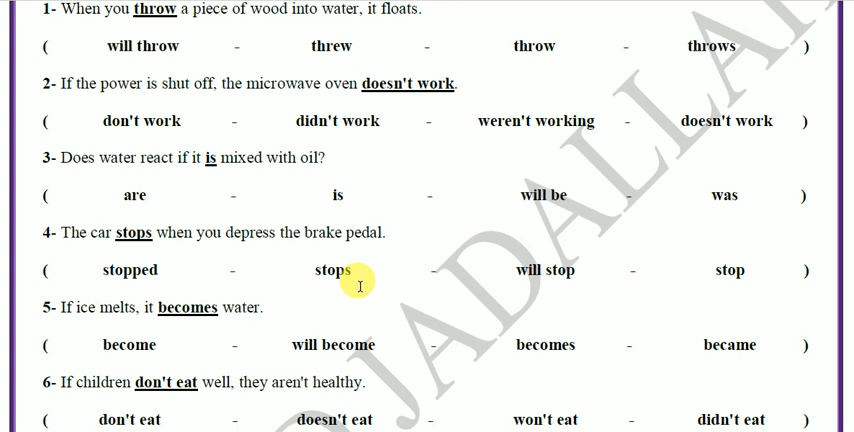 1- When you throw a piece of wood into water, it floats.
( will throw - threw - throw - throws )
2- If the power is shut off, the microwave oven doesn't work.
( don't work - didn't work - weren't working - doesn't work )
3- Does water react if it is mixed with oil?
( are - is - will be - was )
4- The car stops when you depress the brake pedal.
( stopped - stops - will stop - stop )
5- If ice melts, it becomes water.
( become - will become - becomes - became )
6- If children don't eat well, they aren't healthy.
( don't eat - doesn't eat - won't eat - didn't eat )
JADALLAH